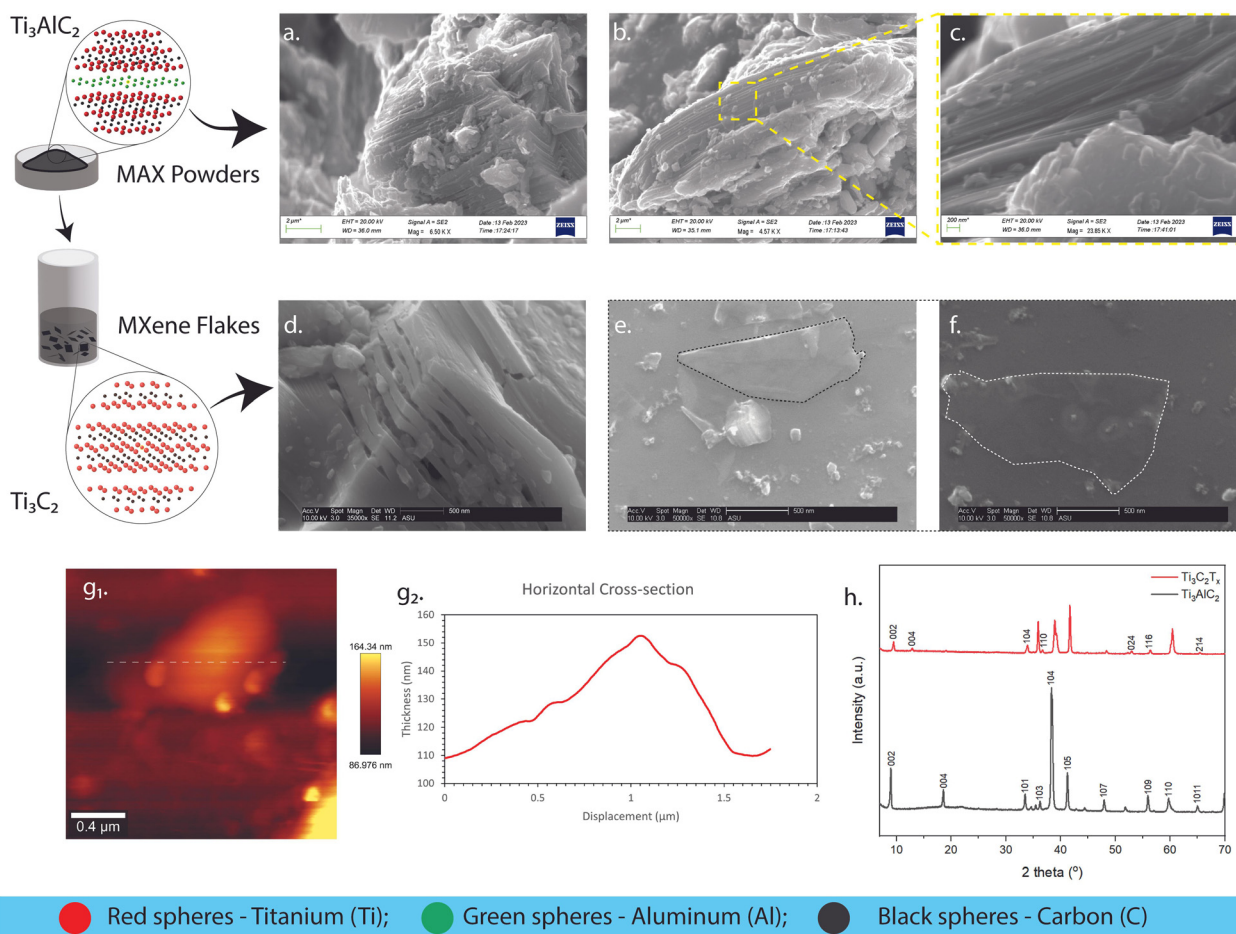 Ti₃AlC₂
MAX Powders
MXene Flakes
Ti₃C₂
a.
2 µm*
EHT = 20.00 kV
WD = 36.0 mm
Signal A = SE2
Mag = 6.50 K X
Date :13 Feb 2023
Time :17:24:17
ZEISS
b.
2 µm*
EHT = 20.00 kV
WD = 35.1 mm
Signal A = SE2
Mag = 4.57 K X
Date :13 Feb 2023
Time :17:13:43
ZEISS
c.
200 nm*
EHT = 20.00 kV
WD = 36.0 mm
Signal A = SE2
Mag = 23.85 K X
Date :13 Feb 2023
Time :17:41:01
ZEISS
d.
Acc.V Spot Magn Det WD
10.00 kV 3.0 35000x SE 11.2 ASU
500 nm
e.
Acc.V Spot Magn Det WD
10.00 kV 3.0 50000x SE 10.8 ASU
500 nm
f.
Acc.V Spot Magn Det WD
10.00 kV 3.0 50000x SE 10.8 ASU
500 nm
g₁.
0.4 µm
164.34 nm
86.976 nm
g₂.
Horizontal Cross-section
Thickness (nm)
160
150
140
130
120
110
100
0 0.5 1 1.5 2
Displacement (µm)
h.
Ti₃C₂Tₓ
Ti₃AlC₂
Intensity (a.u.)
002
004
104
110
024
116
214
002
004
101
103
104
105
107
109
110
1011
10 20 30 40 50 60 70
2 theta (°)
Red spheres - Titanium (Ti);
Green spheres - Aluminum (Al);
Black spheres - Carbon (C)